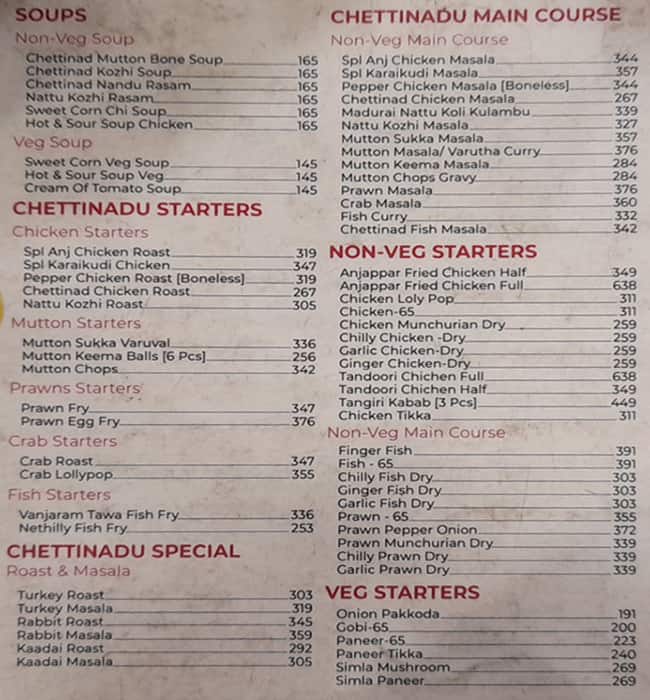 SOUPS
Non-Veg Soup
Chettinad Mutton Bone Soup 165
Chettinad Kozhi Soup 165
Chettinad Nandu Rasam 165
Nattu Kozhi Rasam 165
Sweet Corn Chi Soup 165
Hot & Sour Soup Chicken 165
Veg Soup
Sweet Corn Veg Soup 145
Hot & Sour Soup Veg 145
Cream Of Tomato Soup 145
CHETTINADU STARTERS
Chicken Starters
Spl Anj Chicken Roast 319
Spl Karaikudi Chicken 347
Pepper Chicken Roast [Boneless] 319
Chettinad Chicken Roast 267
Nattu Kozhi Roast 305
Mutton Starters
Mutton Sukka Varuval 336
Mutton Keema Balls [6 Pcs] 256
Mutton Chops 342
Prawns Starters
Prawn Fry 347
Prawn Egg Fry 376
Crab Starters
Crab Roast 347
Crab Lollypop 355
Fish Starters
Vanjaram Tawa Fish Fry 336
Nethilly Fish Fry 253
CHETTINADU SPECIAL
Roast & Masala
Turkey Roast 303
Turkey Masala 319
Rabbit Roast 345
Rabbit Masala 359
Kaadai Roast 292
Kaadai Masala 305
CHETTINADU MAIN COURSE
Non-Veg Main Course
Spl Anj Chicken Masala 344
Spl Karaikudi Masala 357
Pepper Chicken Masala [Boneless] 344
Chettinad Chicken Masala 267
Madurai Nattu Koli Kulambu 339
Nattu Kozhi Masala 327
Mutton Sukka Masala 357
Mutton Masala/ Varutha Curry 376
Mutton Keema Masala 284
Mutton Chops Gravy 284
Prawn Masala 376
Crab Masala 360
Fish Curry 332
Chettinad Fish Masala 342
NON-VEG STARTERS
Anjappar Fried Chicken Half 349
Anjappar Fried Chicken Full 638
Chicken Loly Pop 311
Chicken-65 311
Chicken Munchurian Dry 259
Chilly Chicken -Dry 259
Garlic Chicken-Dry 259
Ginger Chicken-Dry 259
Tandoori Chichen Full 638
Tandoori Chichen Half 349
Tangiri Kabab [3 Pcs] 449
Chicken Tikka 311
Non-Veg Main Course
Finger Fish 391
Fish - 65 391
Chilly Fish Dry 303
Ginger Fish Dry 303
Garlic Fish Dry 303
Prawn - 65 355
Prawn Pepper Onion 372
Prawn Munchurian Dry 339
Chilly Prawn Dry 339
Garlic Prawn Dry 339
VEG STARTERS
Onion Pakkoda 191
Gobi-65 200
Paneer-65 223
Paneer Tikka 240
Simla Mushroom 269
Simla Paneer 269